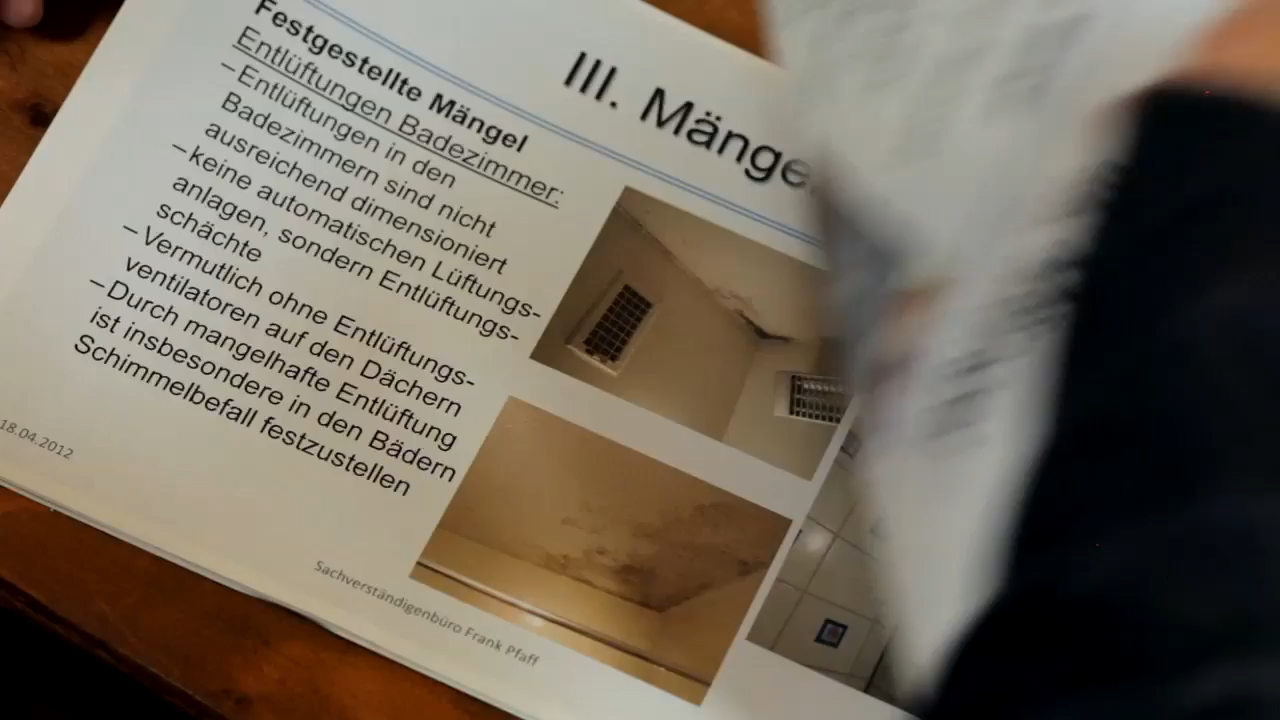 III. Mänge
Festgestellte Mängel
Entlüftungen Badezimmer:
– Entlüftungen in den
Badezimmern sind nicht
ausreichend dimensioniert
– keine automatischen Lüftungs-
anlagen, sondern Entlüftungs-
schächte
– Vermutlich ohne Entlüftungs-
ventilatoren auf den Dächern
– Durch mangelhafte Entlüftung
ist insbesondere in den Bädern
Schimmelbefall festzustellen
18.04.2012
Sachverständigenbüro Frank Pfaff